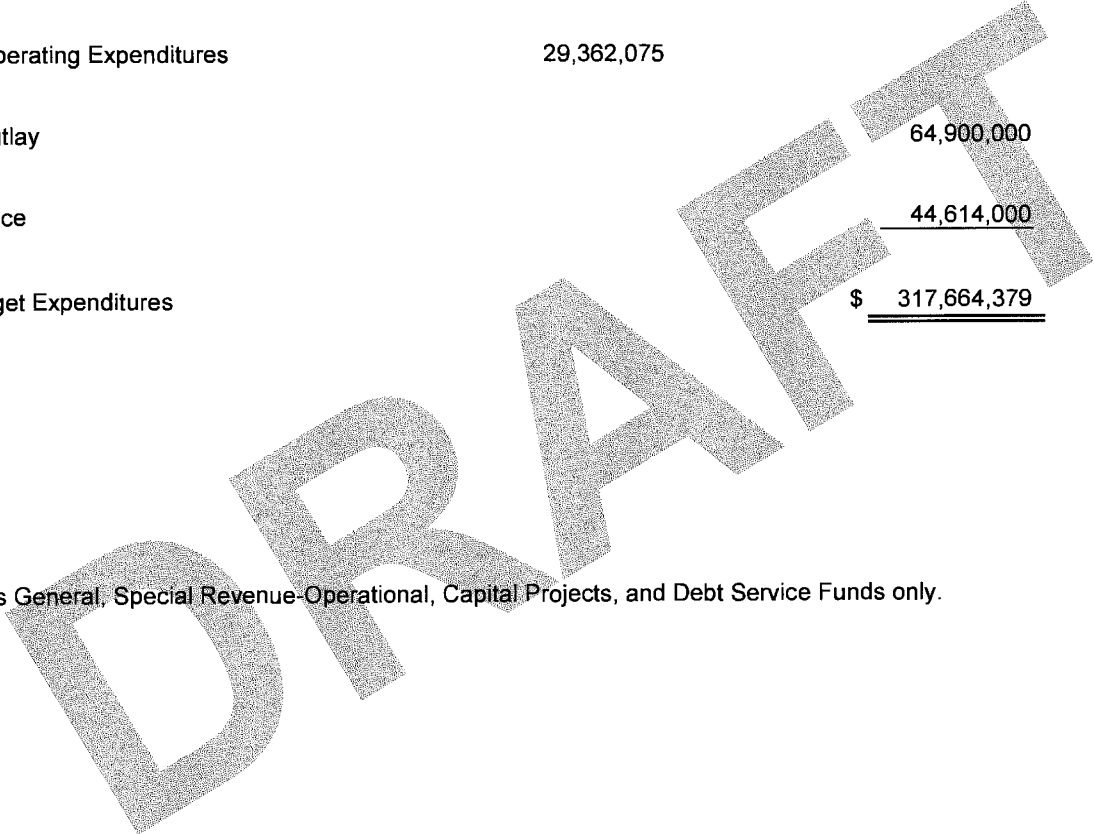 perating Expenditures 29,362,075
tlay 64,900,000
ce 44,614,000
get Expenditures $ 317,664,379
s General, Special Revenue-Operational, Capital Projects, and Debt Service Funds only.
DRAFT